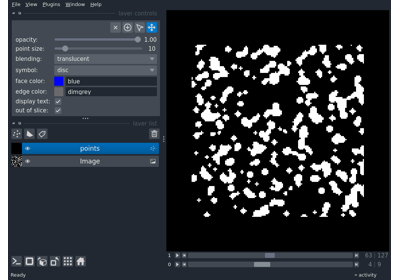 File View Plugins Window Help
layer controls
opacity: 1.00
point size: 10
blending: translucent
symbol: disc
face color: blue
edge color: dimgrey
display text:
out of slice:
layer list
points
Image
1 63 127
0 4 9
Ready activity